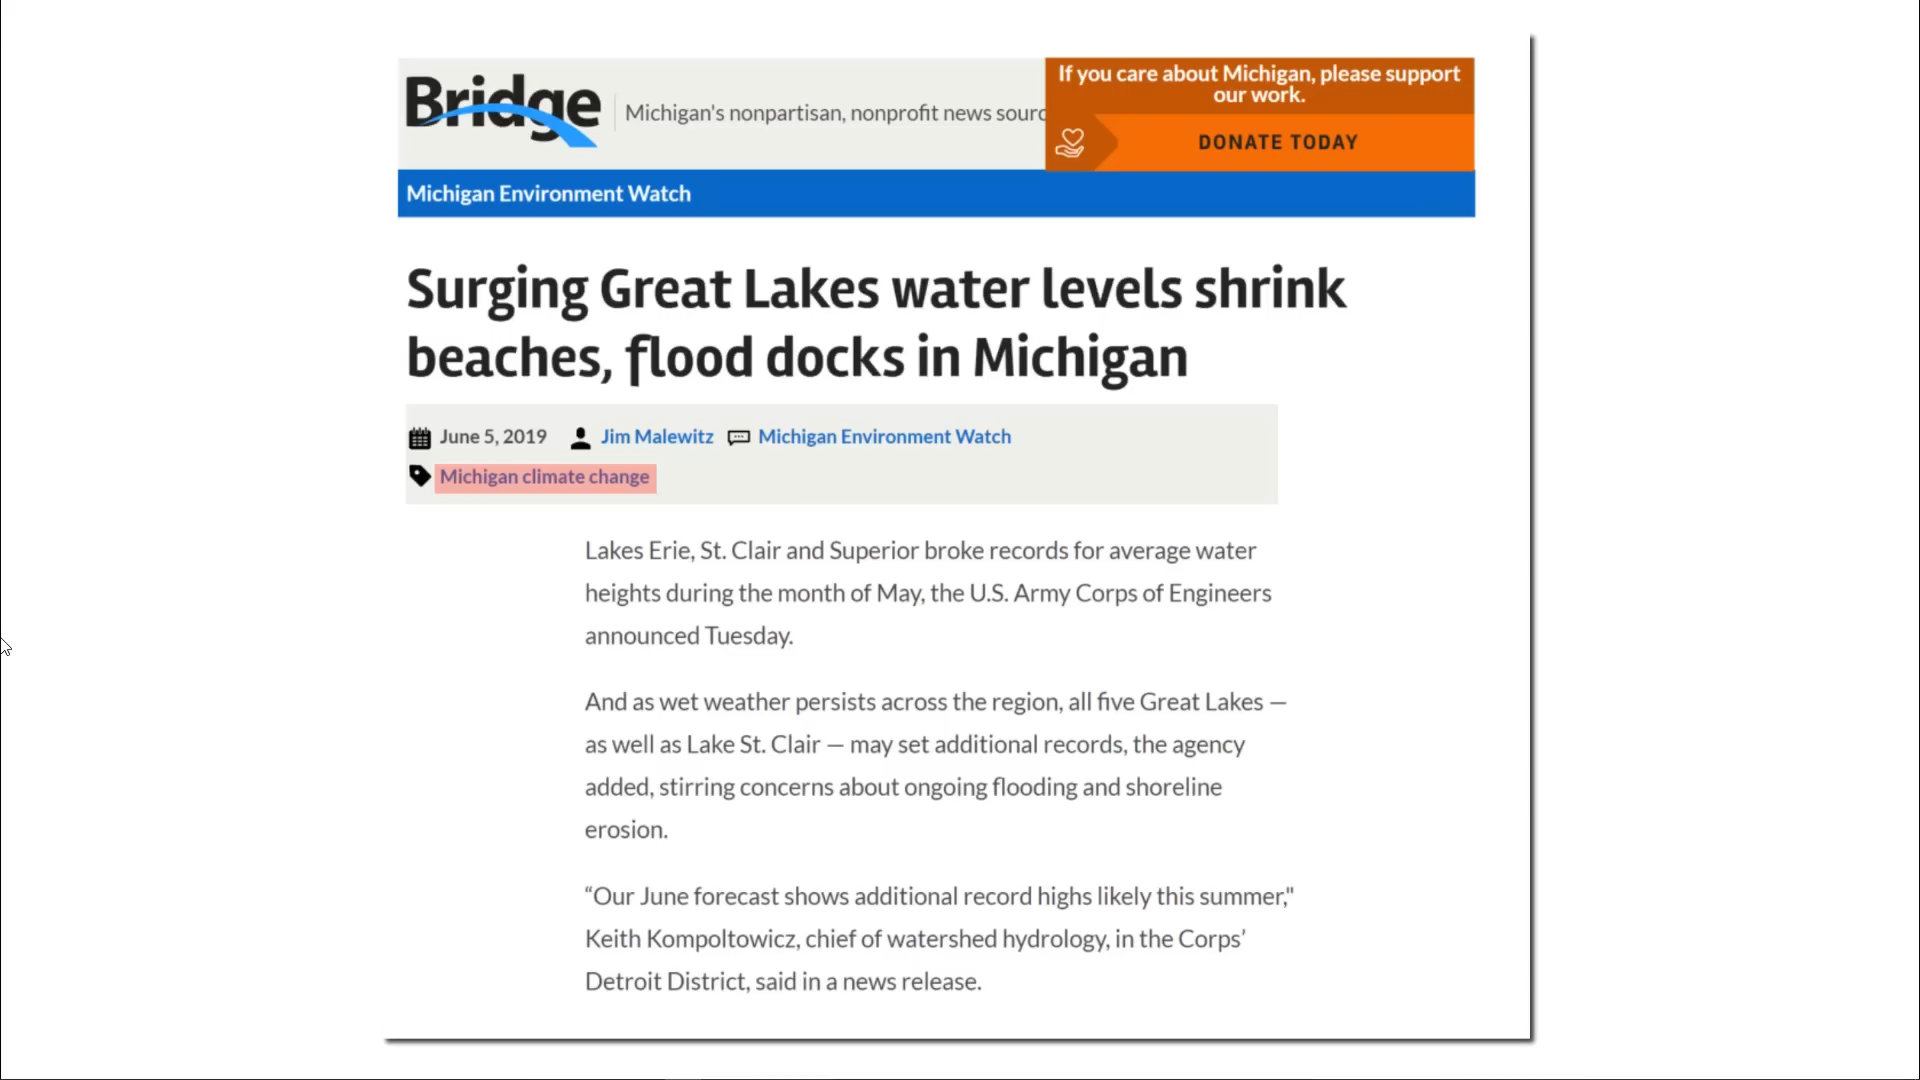 Bridge
Michigan's nonpartisan, nonprofit news sourc
If you care about Michigan, please support
our work.
DONATE TODAY
Michigan Environment Watch
Surging Great Lakes water levels shrink
beaches, flood docks in Michigan
June 5, 2019 Jim Malewitz Michigan Environment Watch
Michigan climate change
Lakes Erie, St. Clair and Superior broke records for average water
heights during the month of May, the U.S. Army Corps of Engineers
announced Tuesday.
And as wet weather persists across the region, all five Great Lakes —
as well as Lake St. Clair — may set additional records, the agency
added, stirring concerns about ongoing flooding and shoreline
erosion.
“Our June forecast shows additional record highs likely this summer,"
Keith Kompoltowicz, chief of watershed hydrology, in the Corps’
Detroit District, said in a news release.